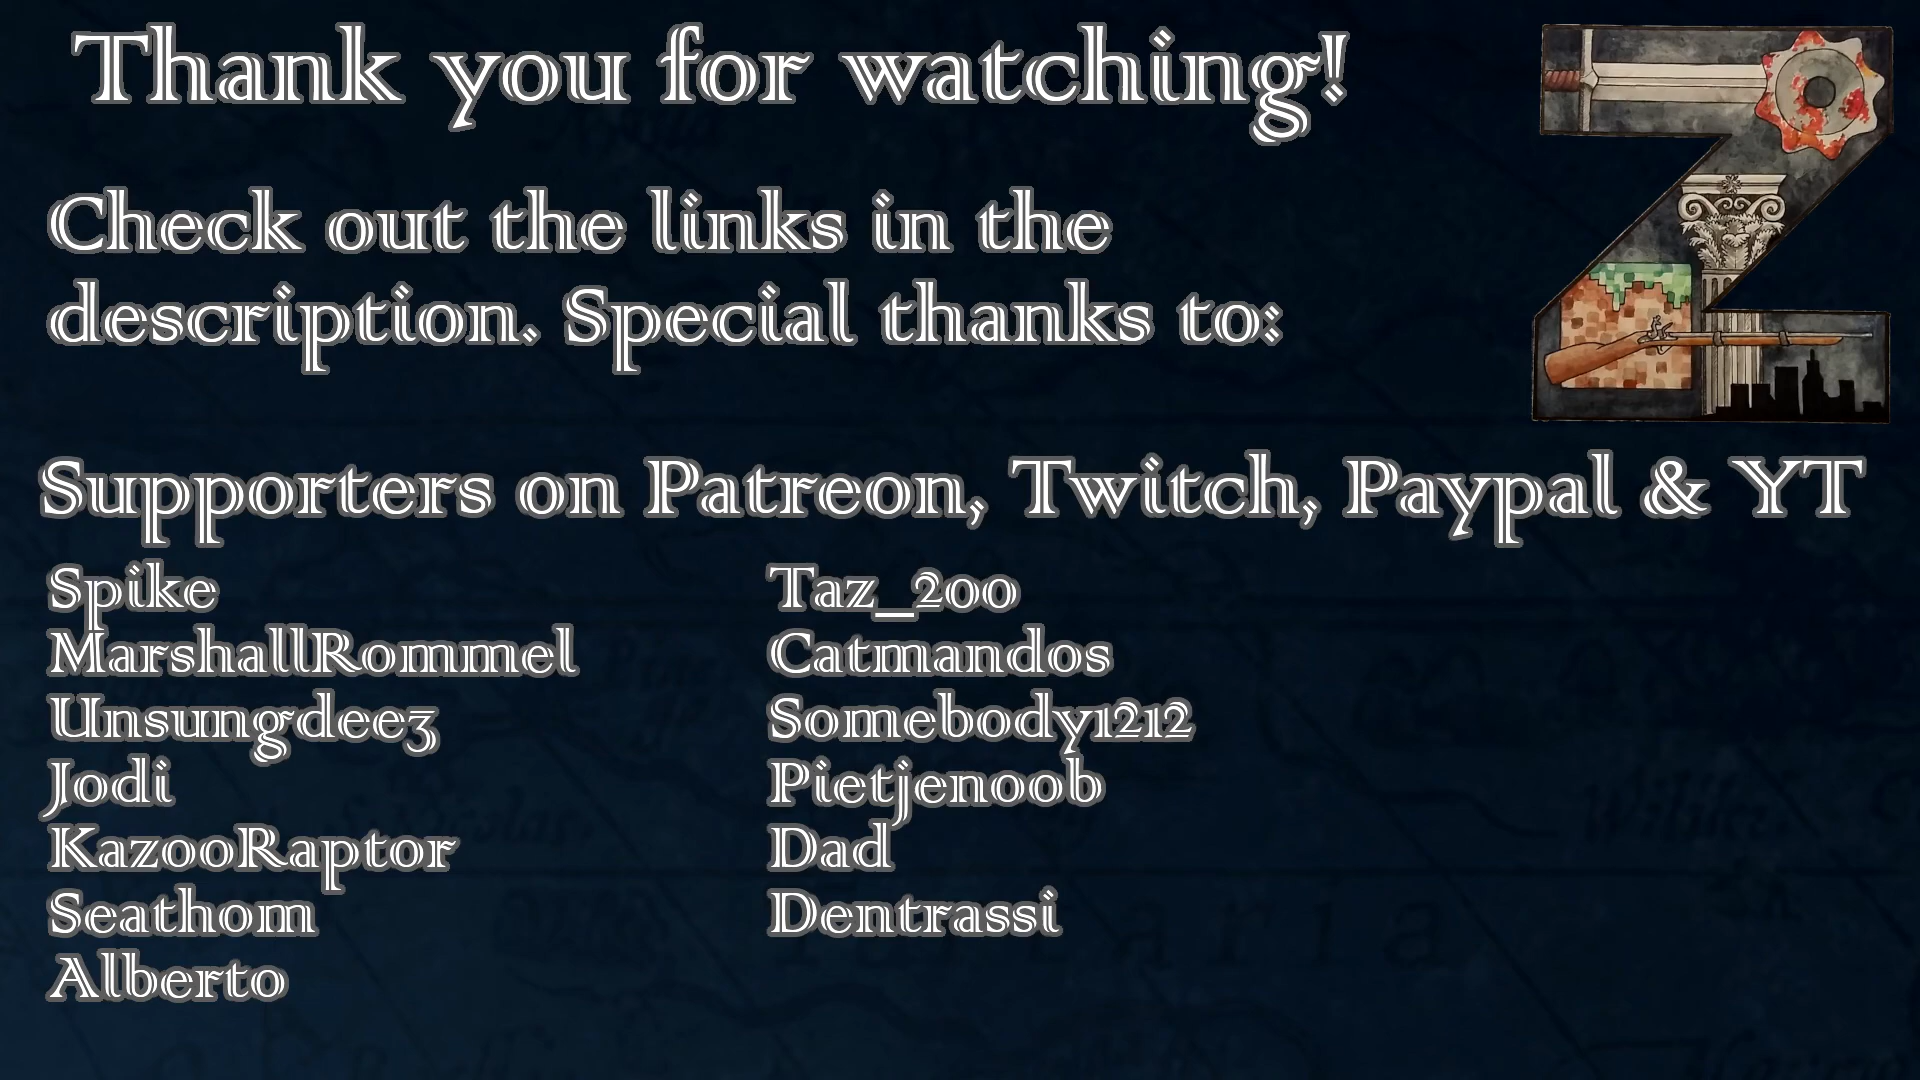 Thank you for watching!
Check out the links in the
description. Special thanks to:
Supporters on Patreon, Twitch, Paypal & YT
Spike
MarshallRommel
Unsungdee3
Jodi
KazooRaptor
Seathom
Alberto
Taz_200
Catmandos
Somebody1212
Pietjenoob
Dad
Dentrassi